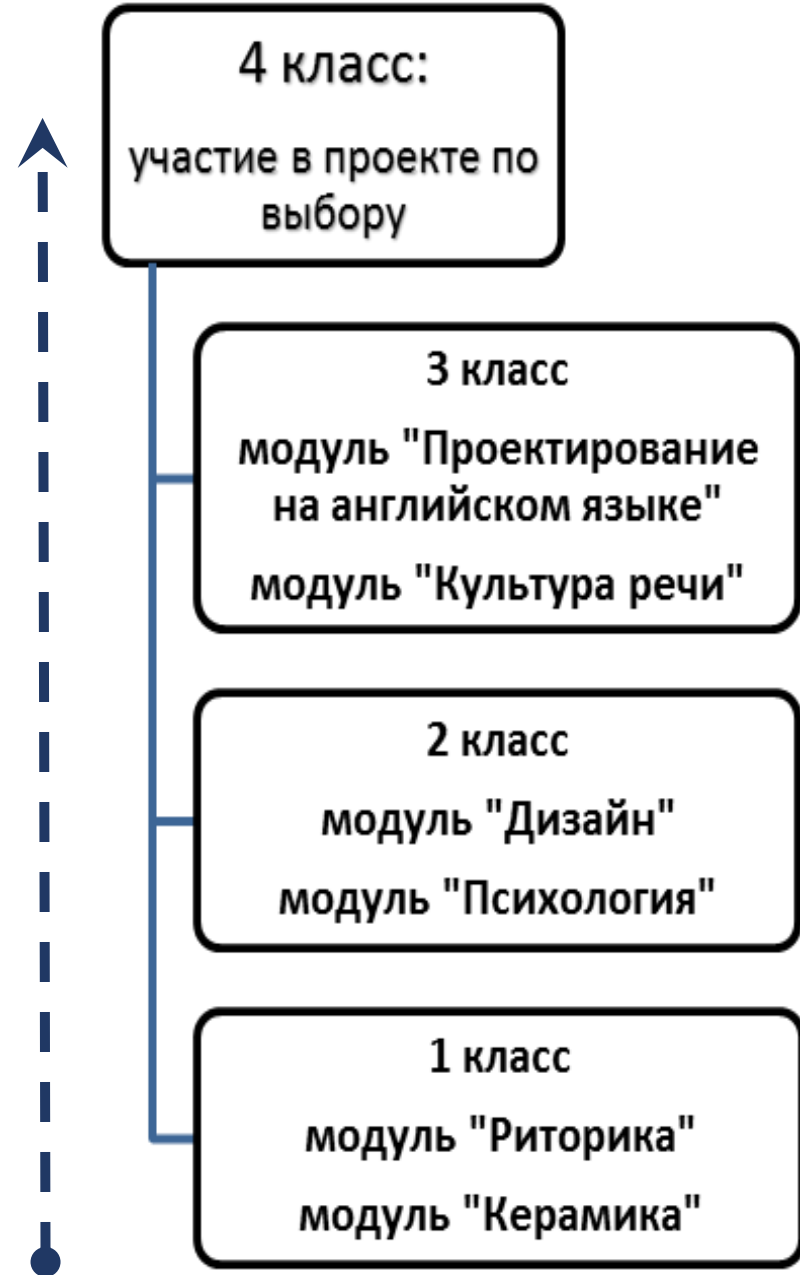 4 класс:
участие в проекте по
выбору
3 класс
модуль "Проектирование
на английском языке"
модуль "Культура речи"
2 класс
модуль "Дизайн"
модуль "Психология"
1 класс
модуль "Риторика"
модуль "Керамика"